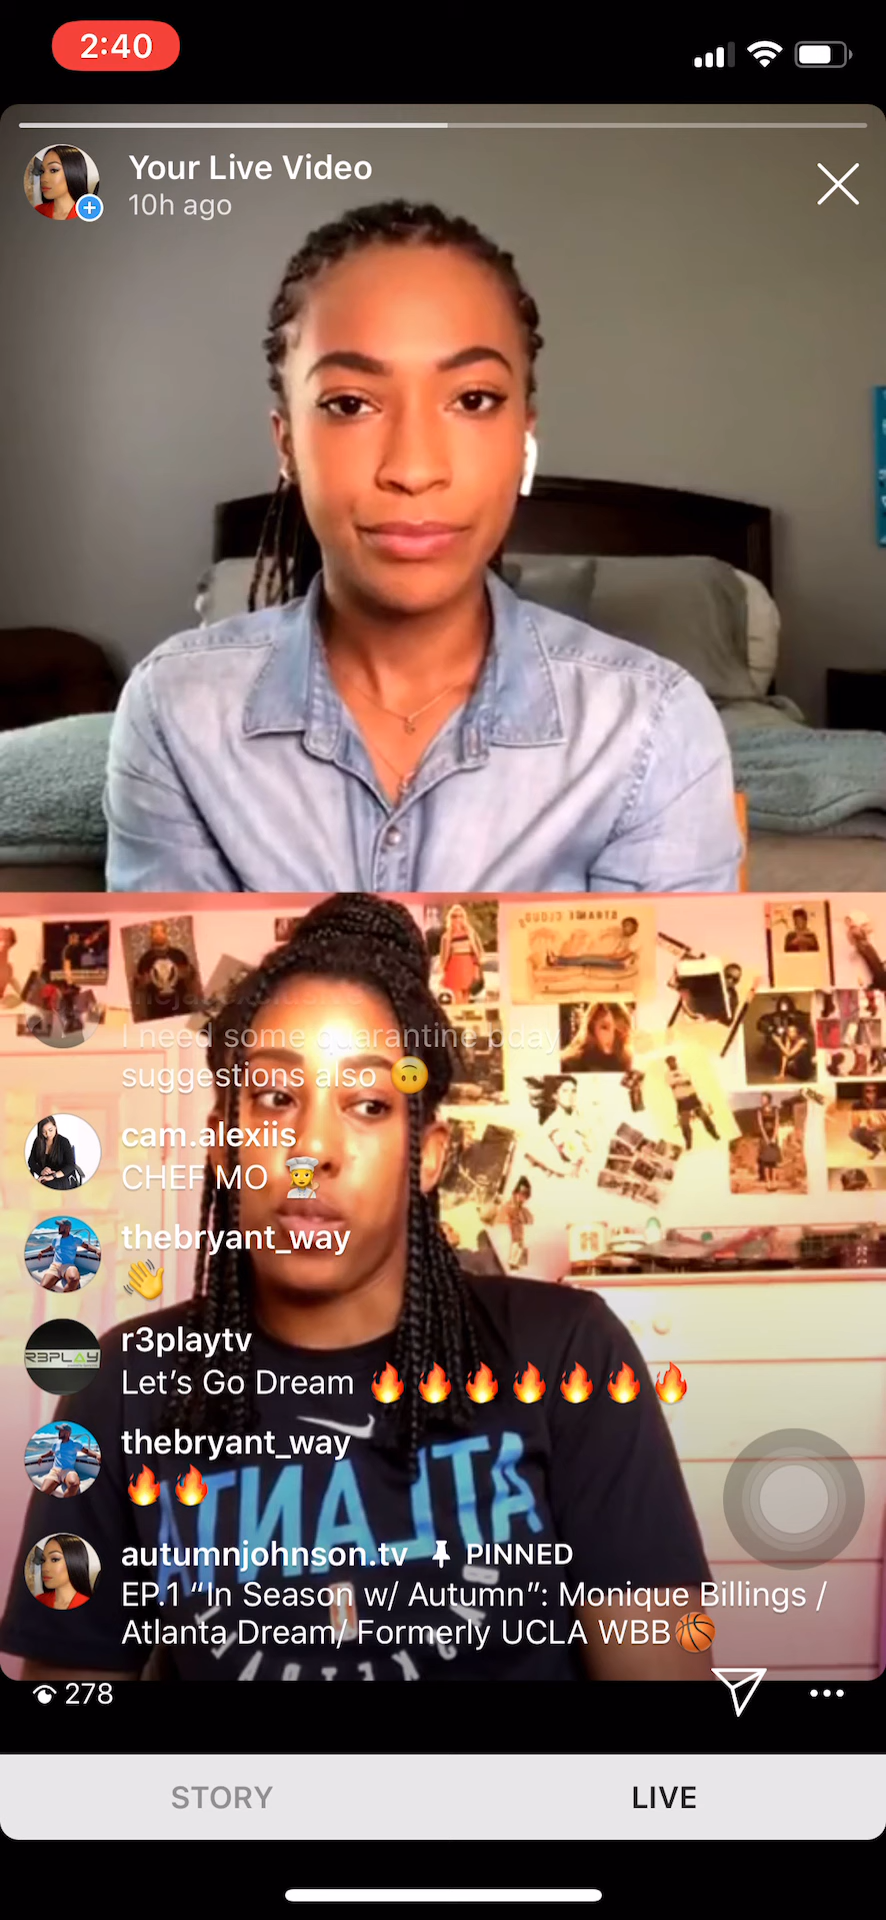 2:40
Your Live Video
10h ago
I need some quarantine bday
suggestions also 🙃
cam.alexiis
CHEF MO 👩‍🍳
thebryant_way
👋
r3playtv
Let's Go Dream 🔥🔥🔥🔥🔥🔥🔥
thebryant_way
🔥🔥
ATLANTA
autumnjohnson.tv PINNED
EP.1 “In Season w/ Autumn”: Monique Billings /
Atlanta Dream/ Formerly UCLA WBB🏀
278
STORY
LIVE